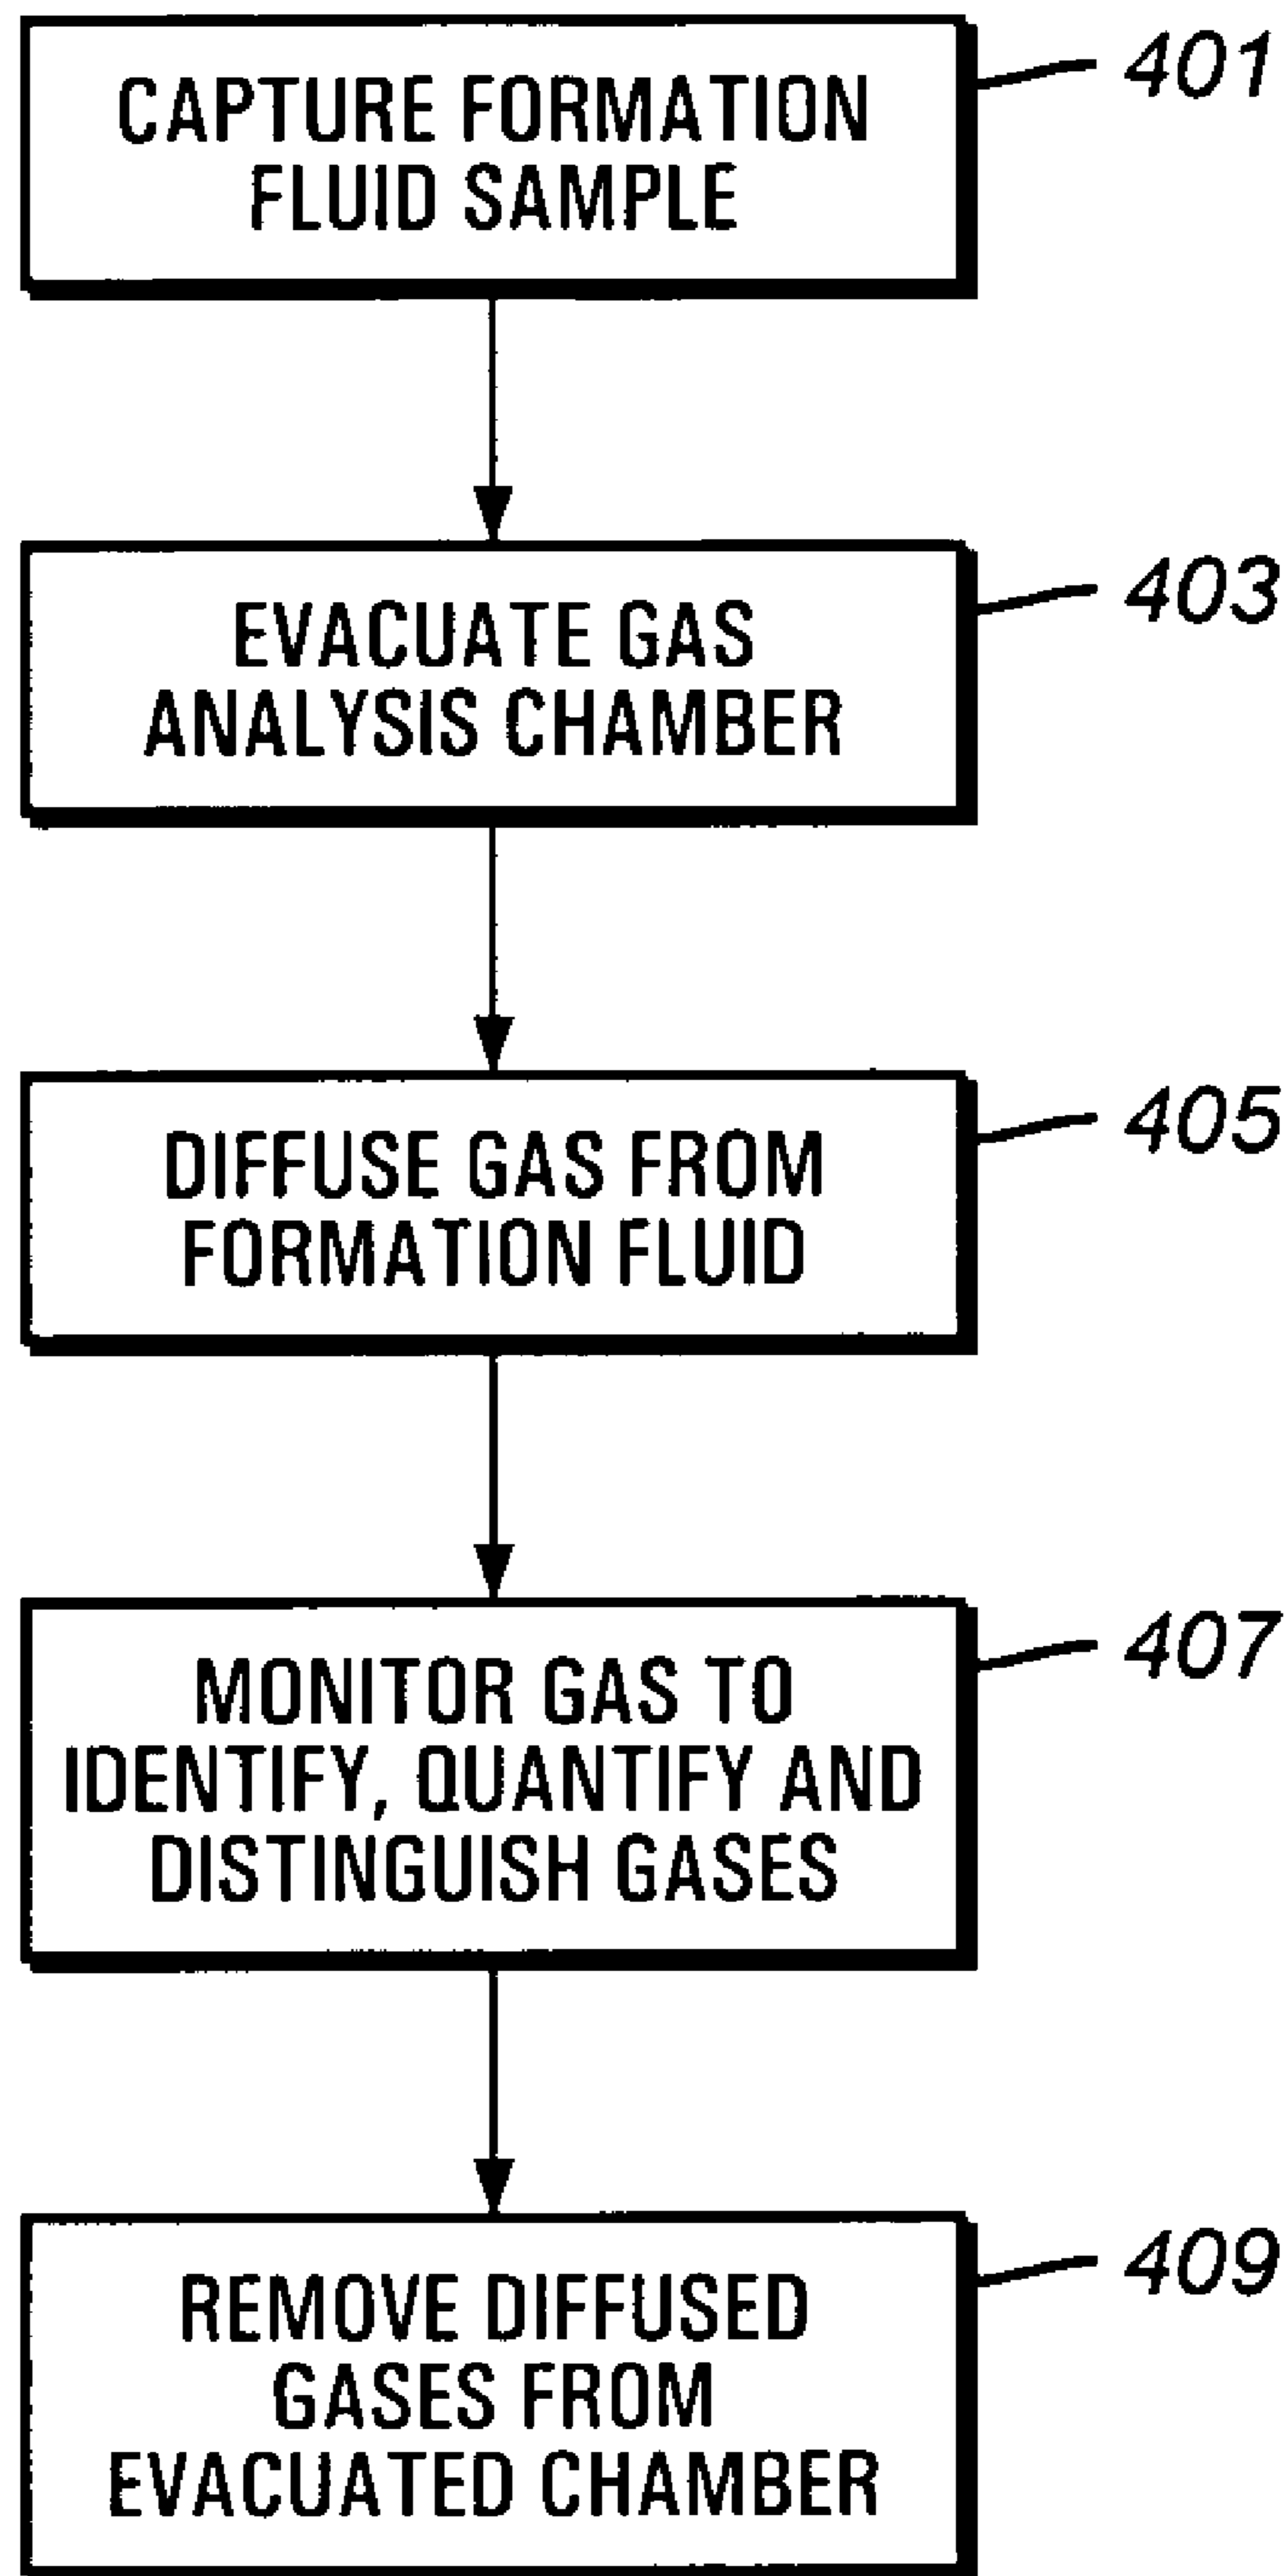 CAPTURE FORMATION
FLUID SAMPLE
401
EVACUATE GAS
ANALYSIS CHAMBER
403
DIFFUSE GAS FROM
FORMATION FLUID
405
MONITOR GAS TO
IDENTIFY, QUANTIFY AND
DISTINGUISH GASES
407
REMOVE DIFFUSED
GASES FROM
EVACUATED CHAMBER
409